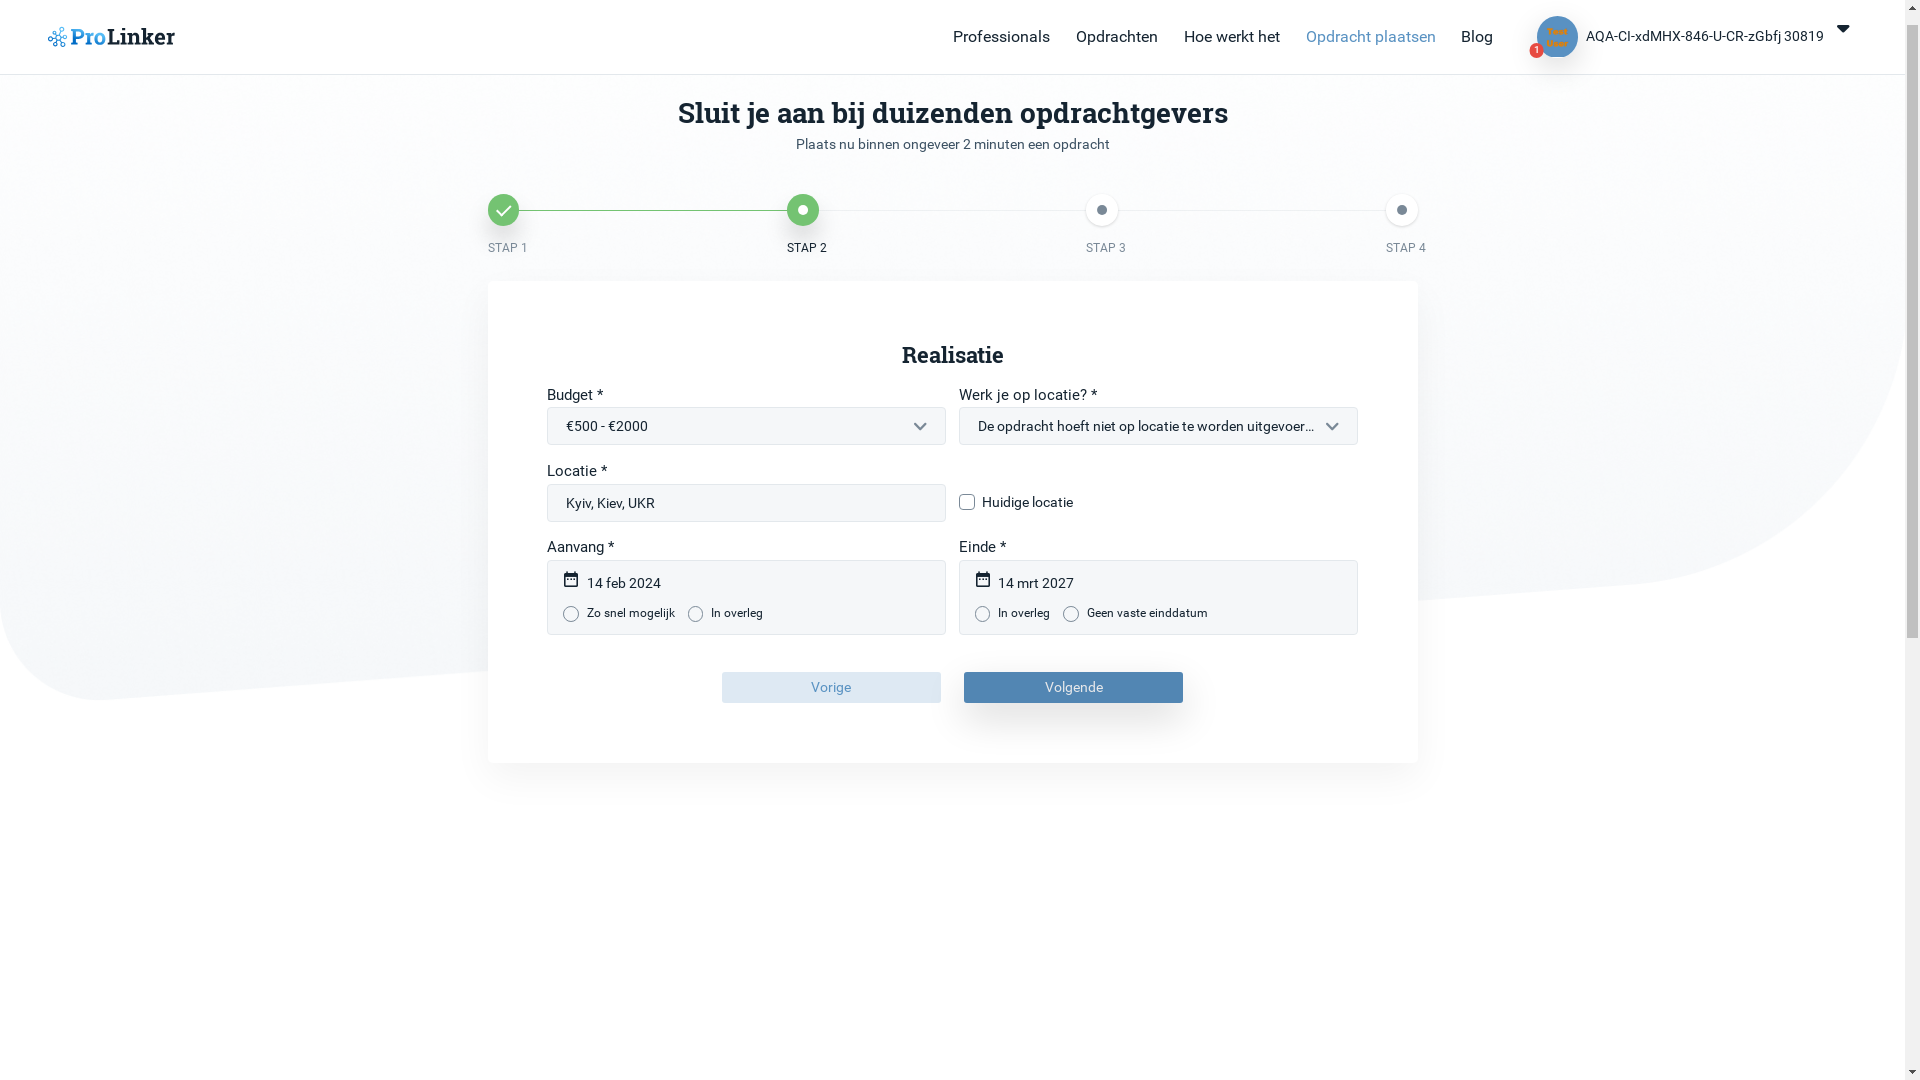 ProLinker
Professionals
Opdrachten
Hoe werkt het
Opdracht plaatsen
Blog
Test
User
1
AQA-CI-xdMHX-846-U-CR-zGbfj 30819
Sluit je aan bij duizenden opdrachtgevers
Plaats nu binnen ongeveer 2 minuten een opdracht
STAP 1
STAP 2
STAP 3
STAP 4
Realisatie
Budget *
Werk je op locatie? *
€500 - €2000
De opdracht hoeft niet op locatie te worden uitgevoer...
Locatie *
Kyiv, Kiev, UKR
Huidige locatie
Aanvang *
Einde *
14 feb 2024
14 mrt 2027
Zo snel mogelijk
In overleg
In overleg
Geen vaste einddatum
Vorige
Volgende